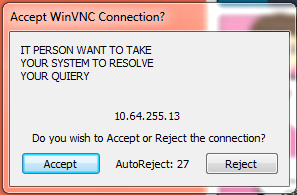 Accept WinVNC Connection?
IT PERSON WANT TO TAKE
YOUR SYSTEM TO RESOLVE
YOUR QUIERY
10.64.255.13
Do you wish to Accept or Reject the connection?
Accept AutoReject: 27 Reject